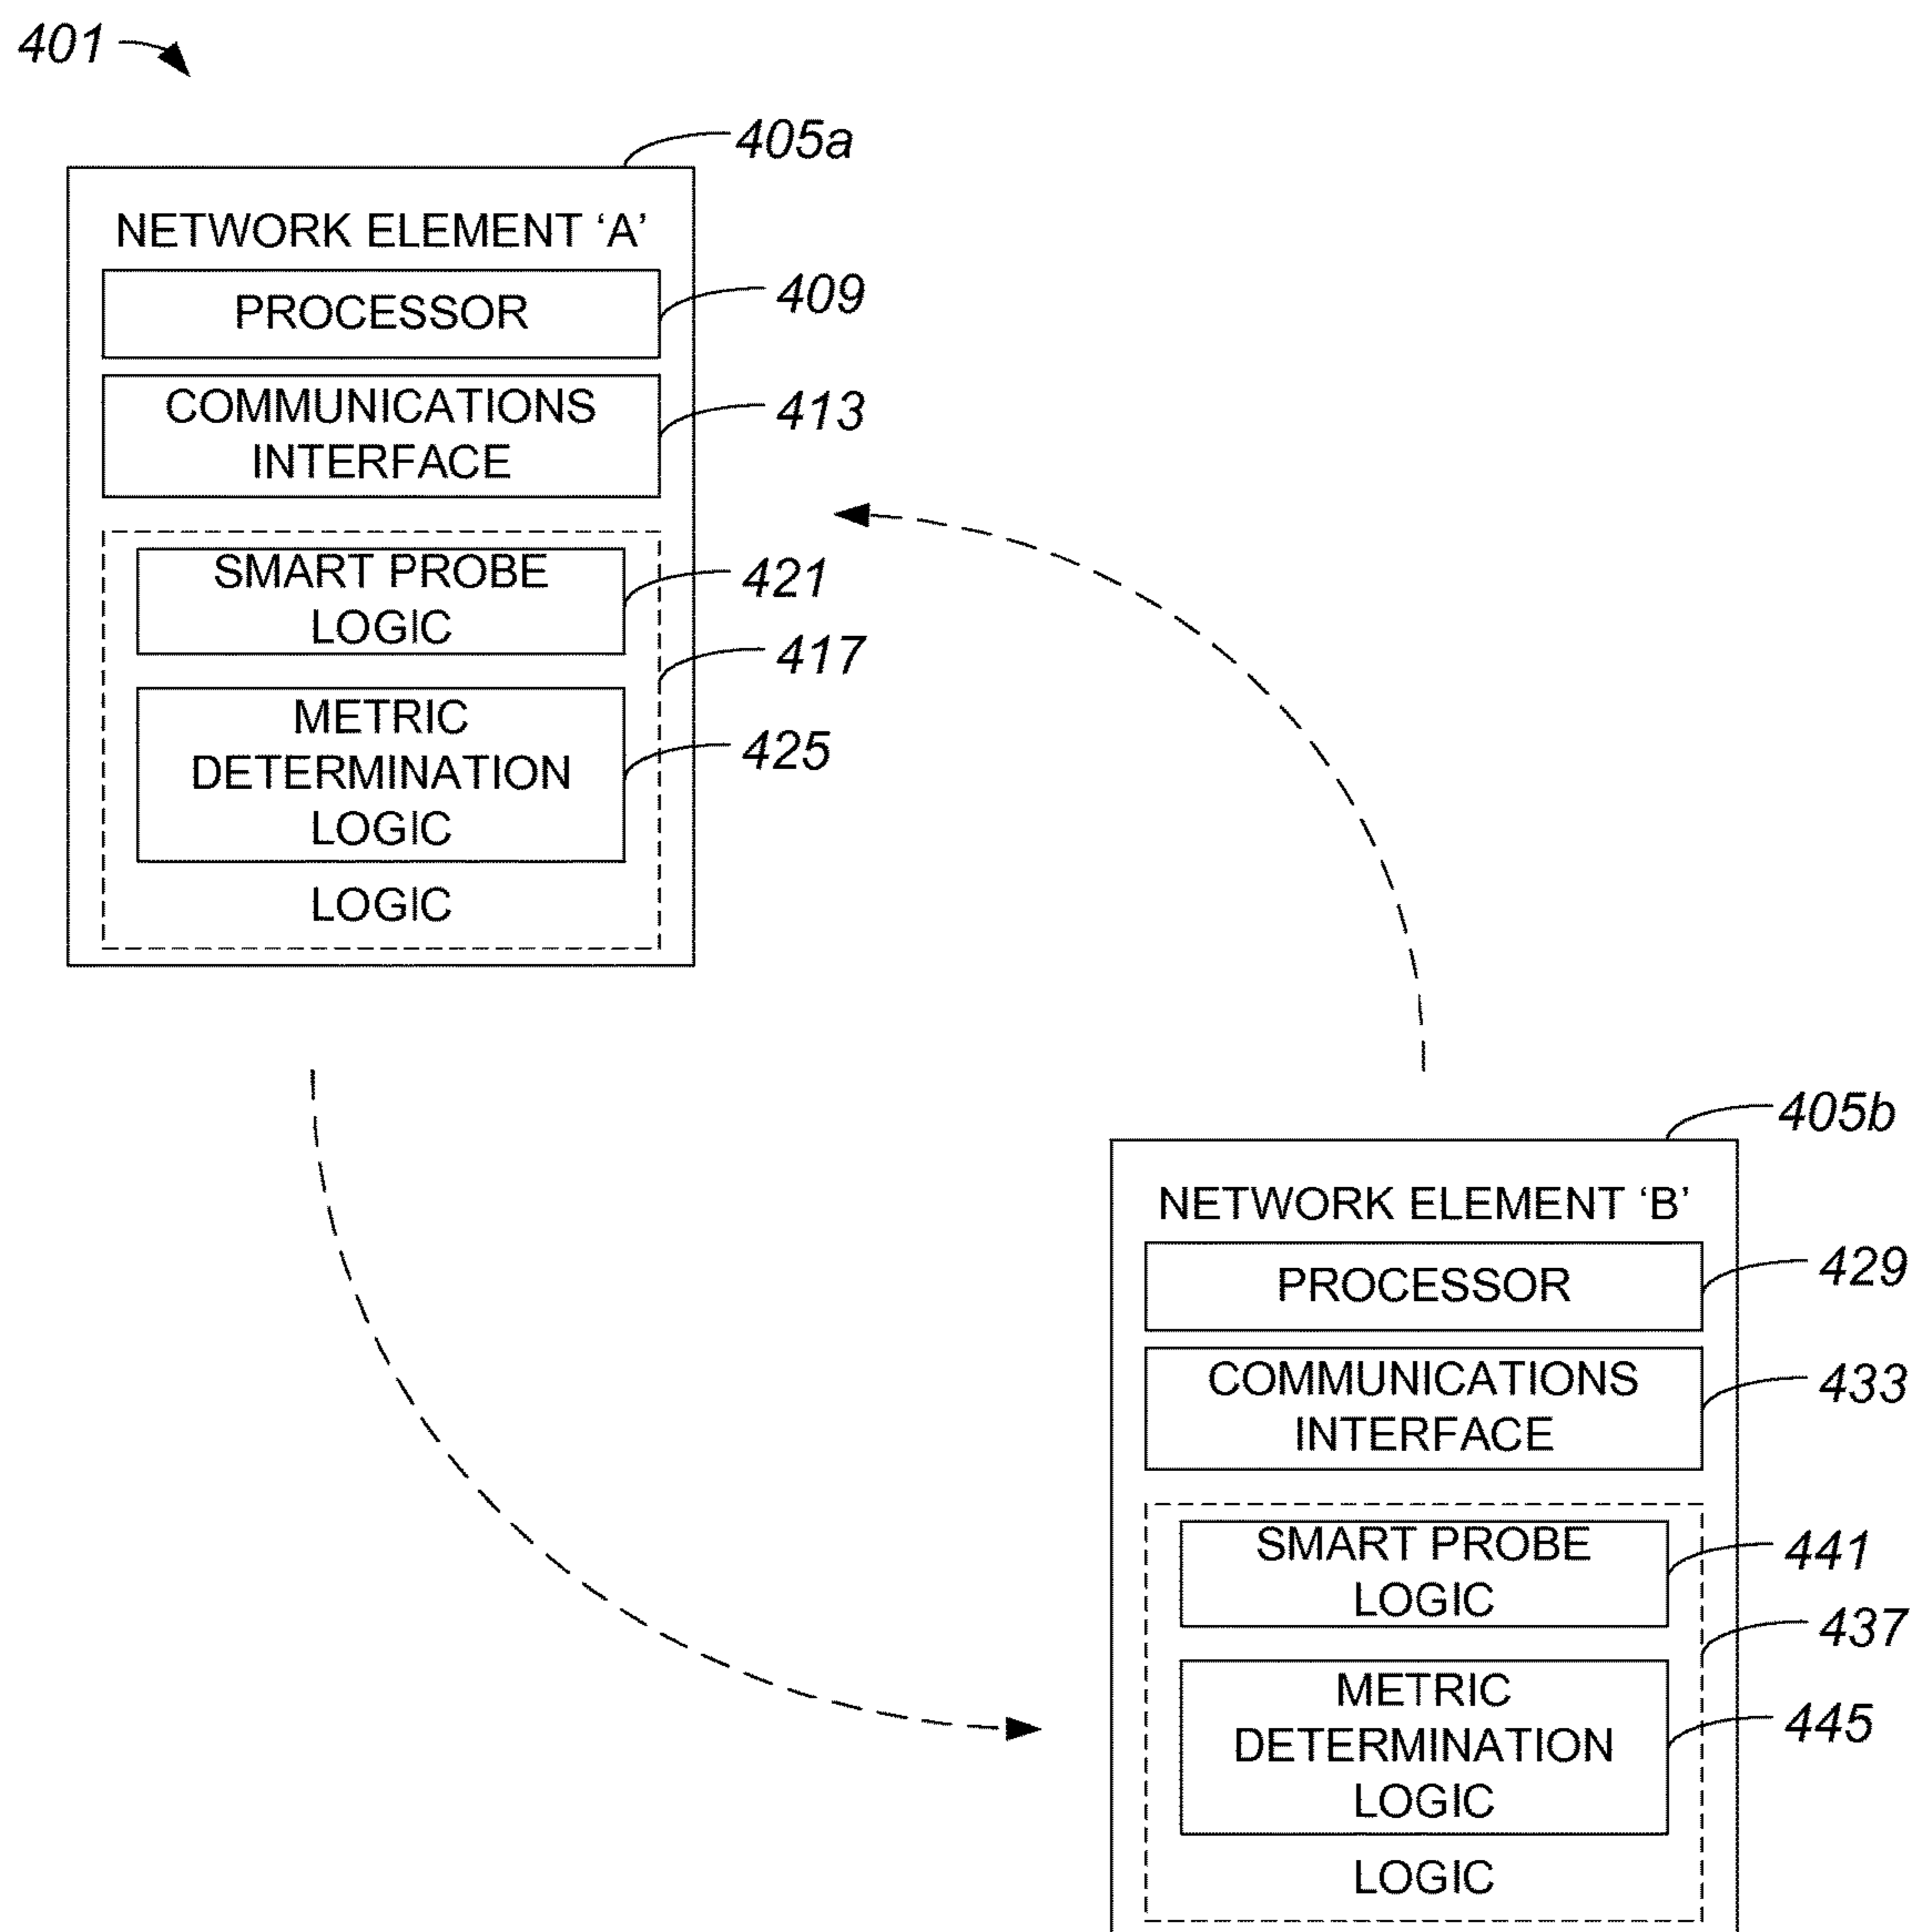 401
405a
NETWORK ELEMENT ‘A’
PROCESSOR
409
COMMUNICATIONS
INTERFACE
413
SMART PROBE
LOGIC
421
417
METRIC
DETERMINATION
LOGIC
425
LOGIC
405b
NETWORK ELEMENT ‘B’
PROCESSOR
429
COMMUNICATIONS
INTERFACE
433
SMART PROBE
LOGIC
441
437
METRIC
DETERMINATION
LOGIC
445
LOGIC